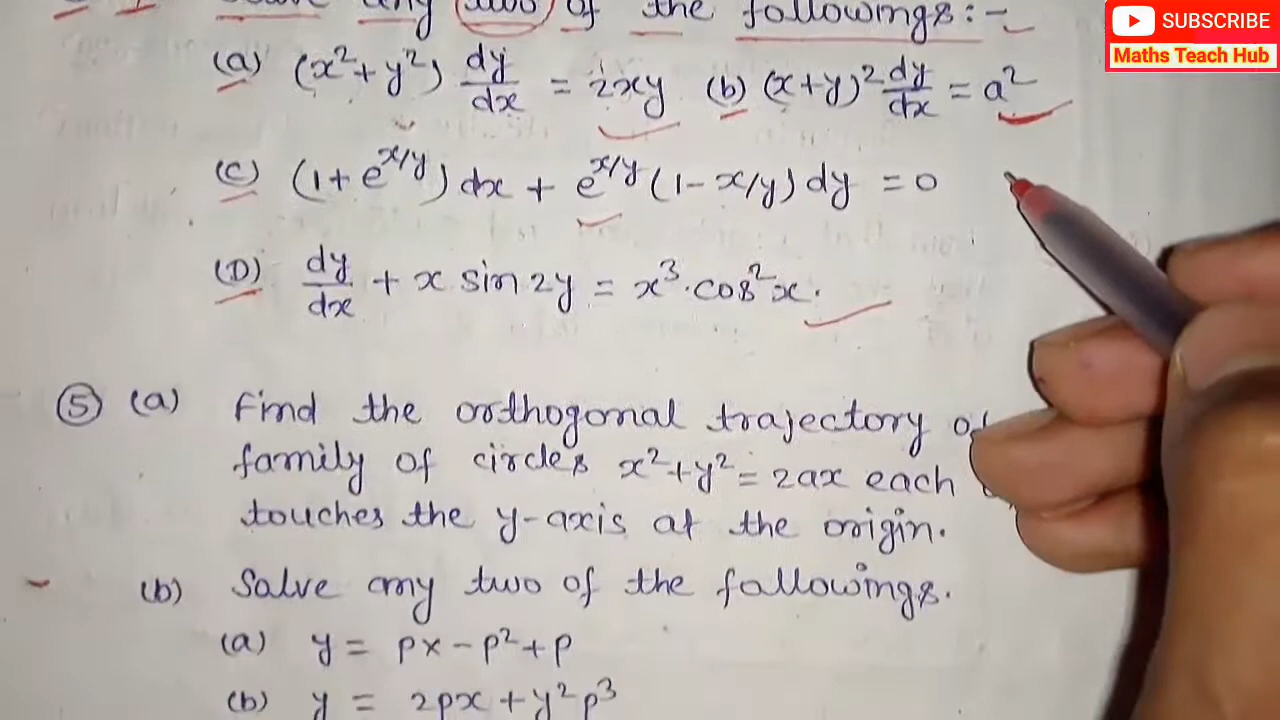 any two of the followings:-
SUBSCRIBE
Maths Teach Hub
(a) (x²+y²) dy/dx = 2xy (b) (x+y)² dy/dx = a²
(c) (1+e^x/y) dx + e^x/y (1-x/y) dy = 0
(D) dy/dx + x sin 2y = x³·cos²x.
⑤ (a) Find the orthogonal trajectory of
family of circles x²+y²=2ax each
touches the y-axis at the origin.
(b) Solve any two of the followings.
(a) y = px-p²+p
(b) y = 2px+y²p³